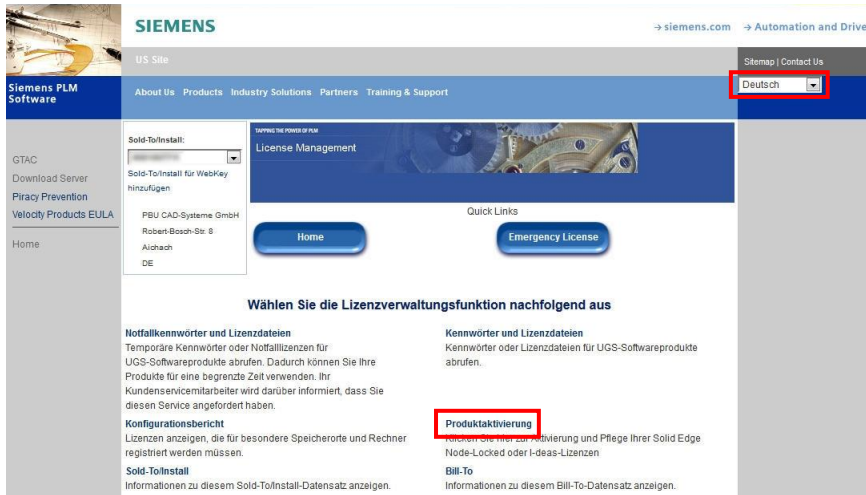 SIEMENS
siemens.com
Automation and Drive
US Site
Sitemap | Contact Us
Siemens PLM
Software
About Us Products Industry Solutions Partners Training & Support
Deutsch
GTAC
Download Server
Piracy Prevention
Velocity Products EULA
Home
Sold-To/Install:
Sold-To/Install für WebKey
hinzufügen
PBU CAD-Systeme GmbH
Robert-Bosch-Str. 8
Aichach
DE
TAPPING THE POWER OF PLM
License Management
Quick Links
Home
Emergency License
Wählen Sie die Lizenzverwaltungsfunktion nachfolgend aus
Notfallkennwörter und Lizenzdateien
Temporäre Kennwörter oder Notfalllizenzen für
UGS-Softwareprodukte abrufen. Dadurch können Sie Ihre
Produkte für eine begrenzte Zeit verwenden. Ihr
Kundenservicemitarbeiter wird darüber informiert, dass Sie
diesen Service angefordert haben.
Kennwörter und Lizenzdateien
Kennwörter oder Lizenzdateien für UGS-Softwareprodukte
abrufen.
Konfigurationsbericht
Lizenzen anzeigen, die für besondere Speicherorte und Rechner
registriert werden müssen.
Produktaktivierung
Klicken Sie hier zur Aktivierung und Pflege Ihrer Solid Edge
Node-Locked oder I-deas-Lizenzen
Sold-To/Install
Informationen zu diesem Sold-To/Install-Datensatz anzeigen.
Bill-To
Informationen zu diesem Bill-To-Datensatz anzeigen.